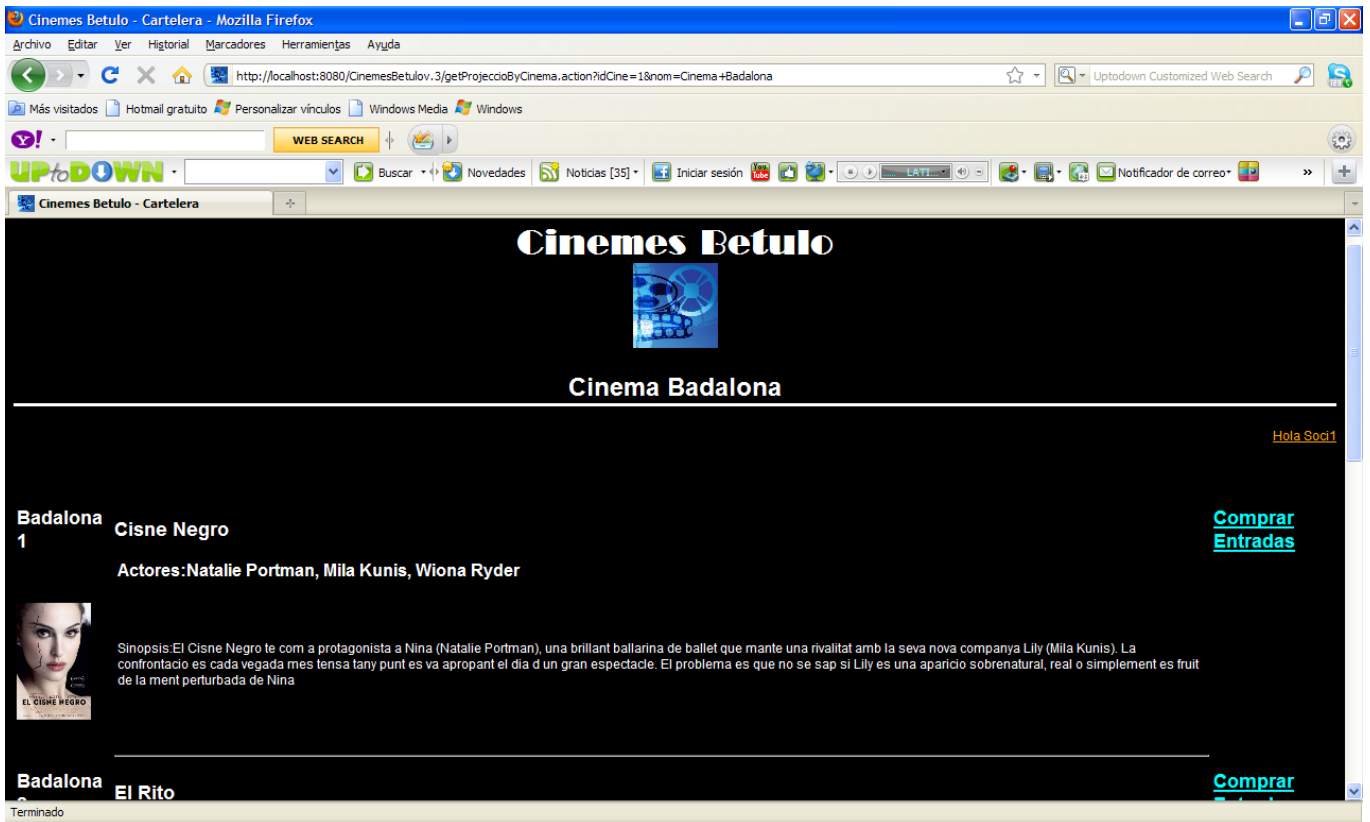 Cinemes Betulo - Cartelera - Mozilla Firefox
Archivo Editar Ver Historial Marcadores Herramientas Ayuda
http://localhost:8080/CinemesBetulov.3/getProjeccioByCinema.action?idCine=1&nom=Cinema+Badalona
Uptodown Customized Web Search
Más visitados Hotmail gratuito Personalizar vínculos Windows Media Windows
Y! WEB SEARCH
UPtoDOWN Buscar Novedades Noticias [35] Iniciar sesión You Tube LATI... Notificador de correo »
Cinemes Betulo - Cartelera
Cinemes Betulo
Cinema Badalona
Hola Soci1
Badalona
1
Cisne Negro
Comprar
Entradas
Actores:Natalie Portman, Mila Kunis, Wiona Ryder
EL CISNE NEGRO
Sinopsis:El Cisne Negro te com a protagonista a Nina (Natalie Portman), una brillant ballarina de ballet que mante una rivalitat amb la seva nova companya Lily (Mila Kunis). La
confrontacio es cada vegada mes tensa tany punt es va apropant el dia d un gran espectacle. El problema es que no se sap si Lily es una aparicio sobrenatural, real o simplement es fruit
de la ment perturbada de Nina
Badalona
El Rito
Comprar
Terminado